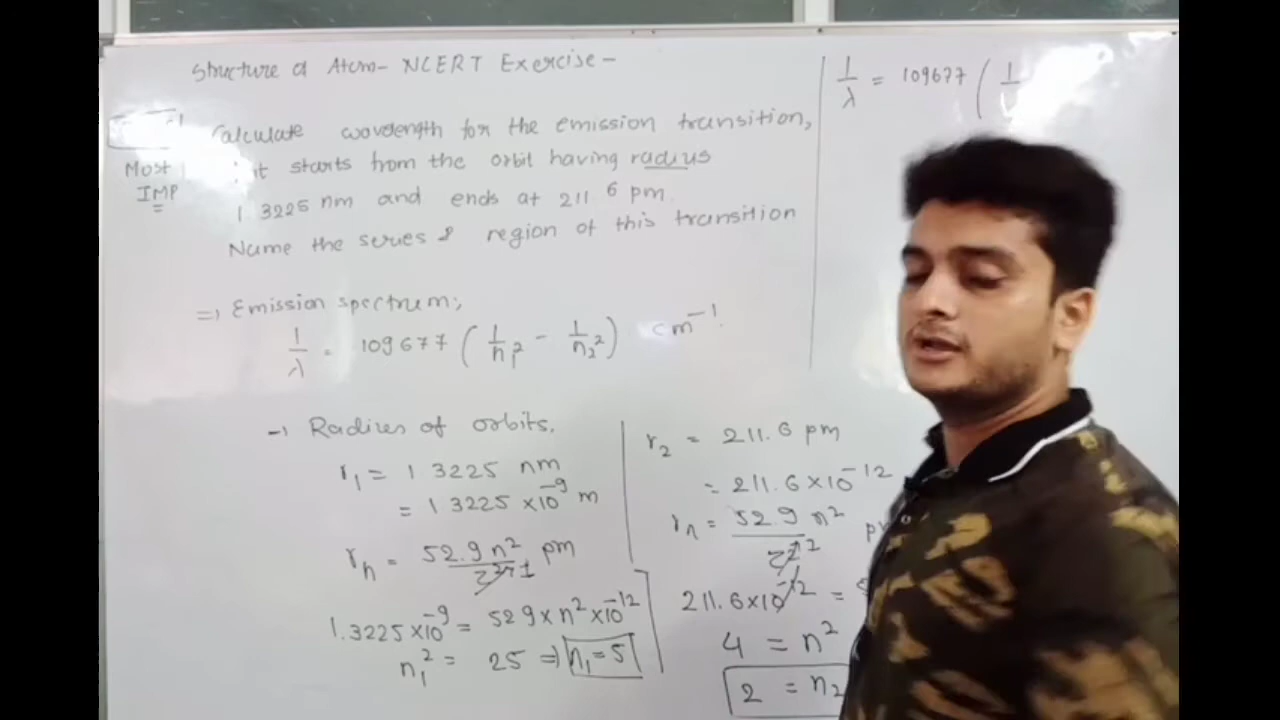 Structure of Atom- NCERT Exercise -
Most
IMP
Calculate wavelength for the emission transition,
it starts from the orbit having radius
1.3225 nm and ends at 211.6 pm.
Name the series & region of this transition
=> Emission spectrum;
1/λ = 109677 (1/n₁² - 1/n₂²) cm⁻¹.
→ Radius of orbits.
r₁ = 1.3225 nm
= 1.3225 ×10⁻⁹ m
rₙ = 52.9 n²/Z=1 pm
1.3225 ×10⁻⁹ = 52.9 × n² × 10⁻¹²
n₁² = 25 => n₁ = 5
r₂ = 211.6 pm
= 211.6 ×10⁻¹²
rₙ = 52.9 n²/Z
211.6 ×10⁻¹² =
4 = n²
2 = n₂
1/λ = 109677 ( 1